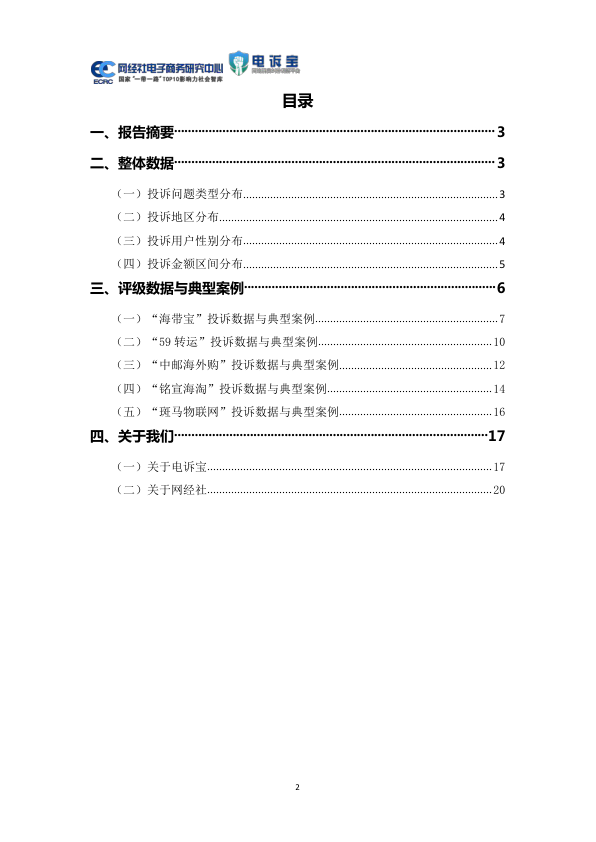 网经社电子商务研究中心
ECRC 国家“一带一路”TOP10影响力社会智库
电诉宝
目录
一、报告摘要 3
二、整体数据 3
（一）投诉问题类型分布 3
（二）投诉地区分布 4
（三）投诉用户性别分布 4
（四）投诉金额区间分布 5
三、评级数据与典型案例 6
（一）“海带宝”投诉数据与典型案例 7
（二）“59 转运”投诉数据与典型案例 10
（三）“中邮海外购”投诉数据与典型案例 12
（四）“铭宣海淘”投诉数据与典型案例 14
（五）“斑马物联网”投诉数据与典型案例 16
四、关于我们 17
（一）关于电诉宝 17
（二）关于网经社 20
2